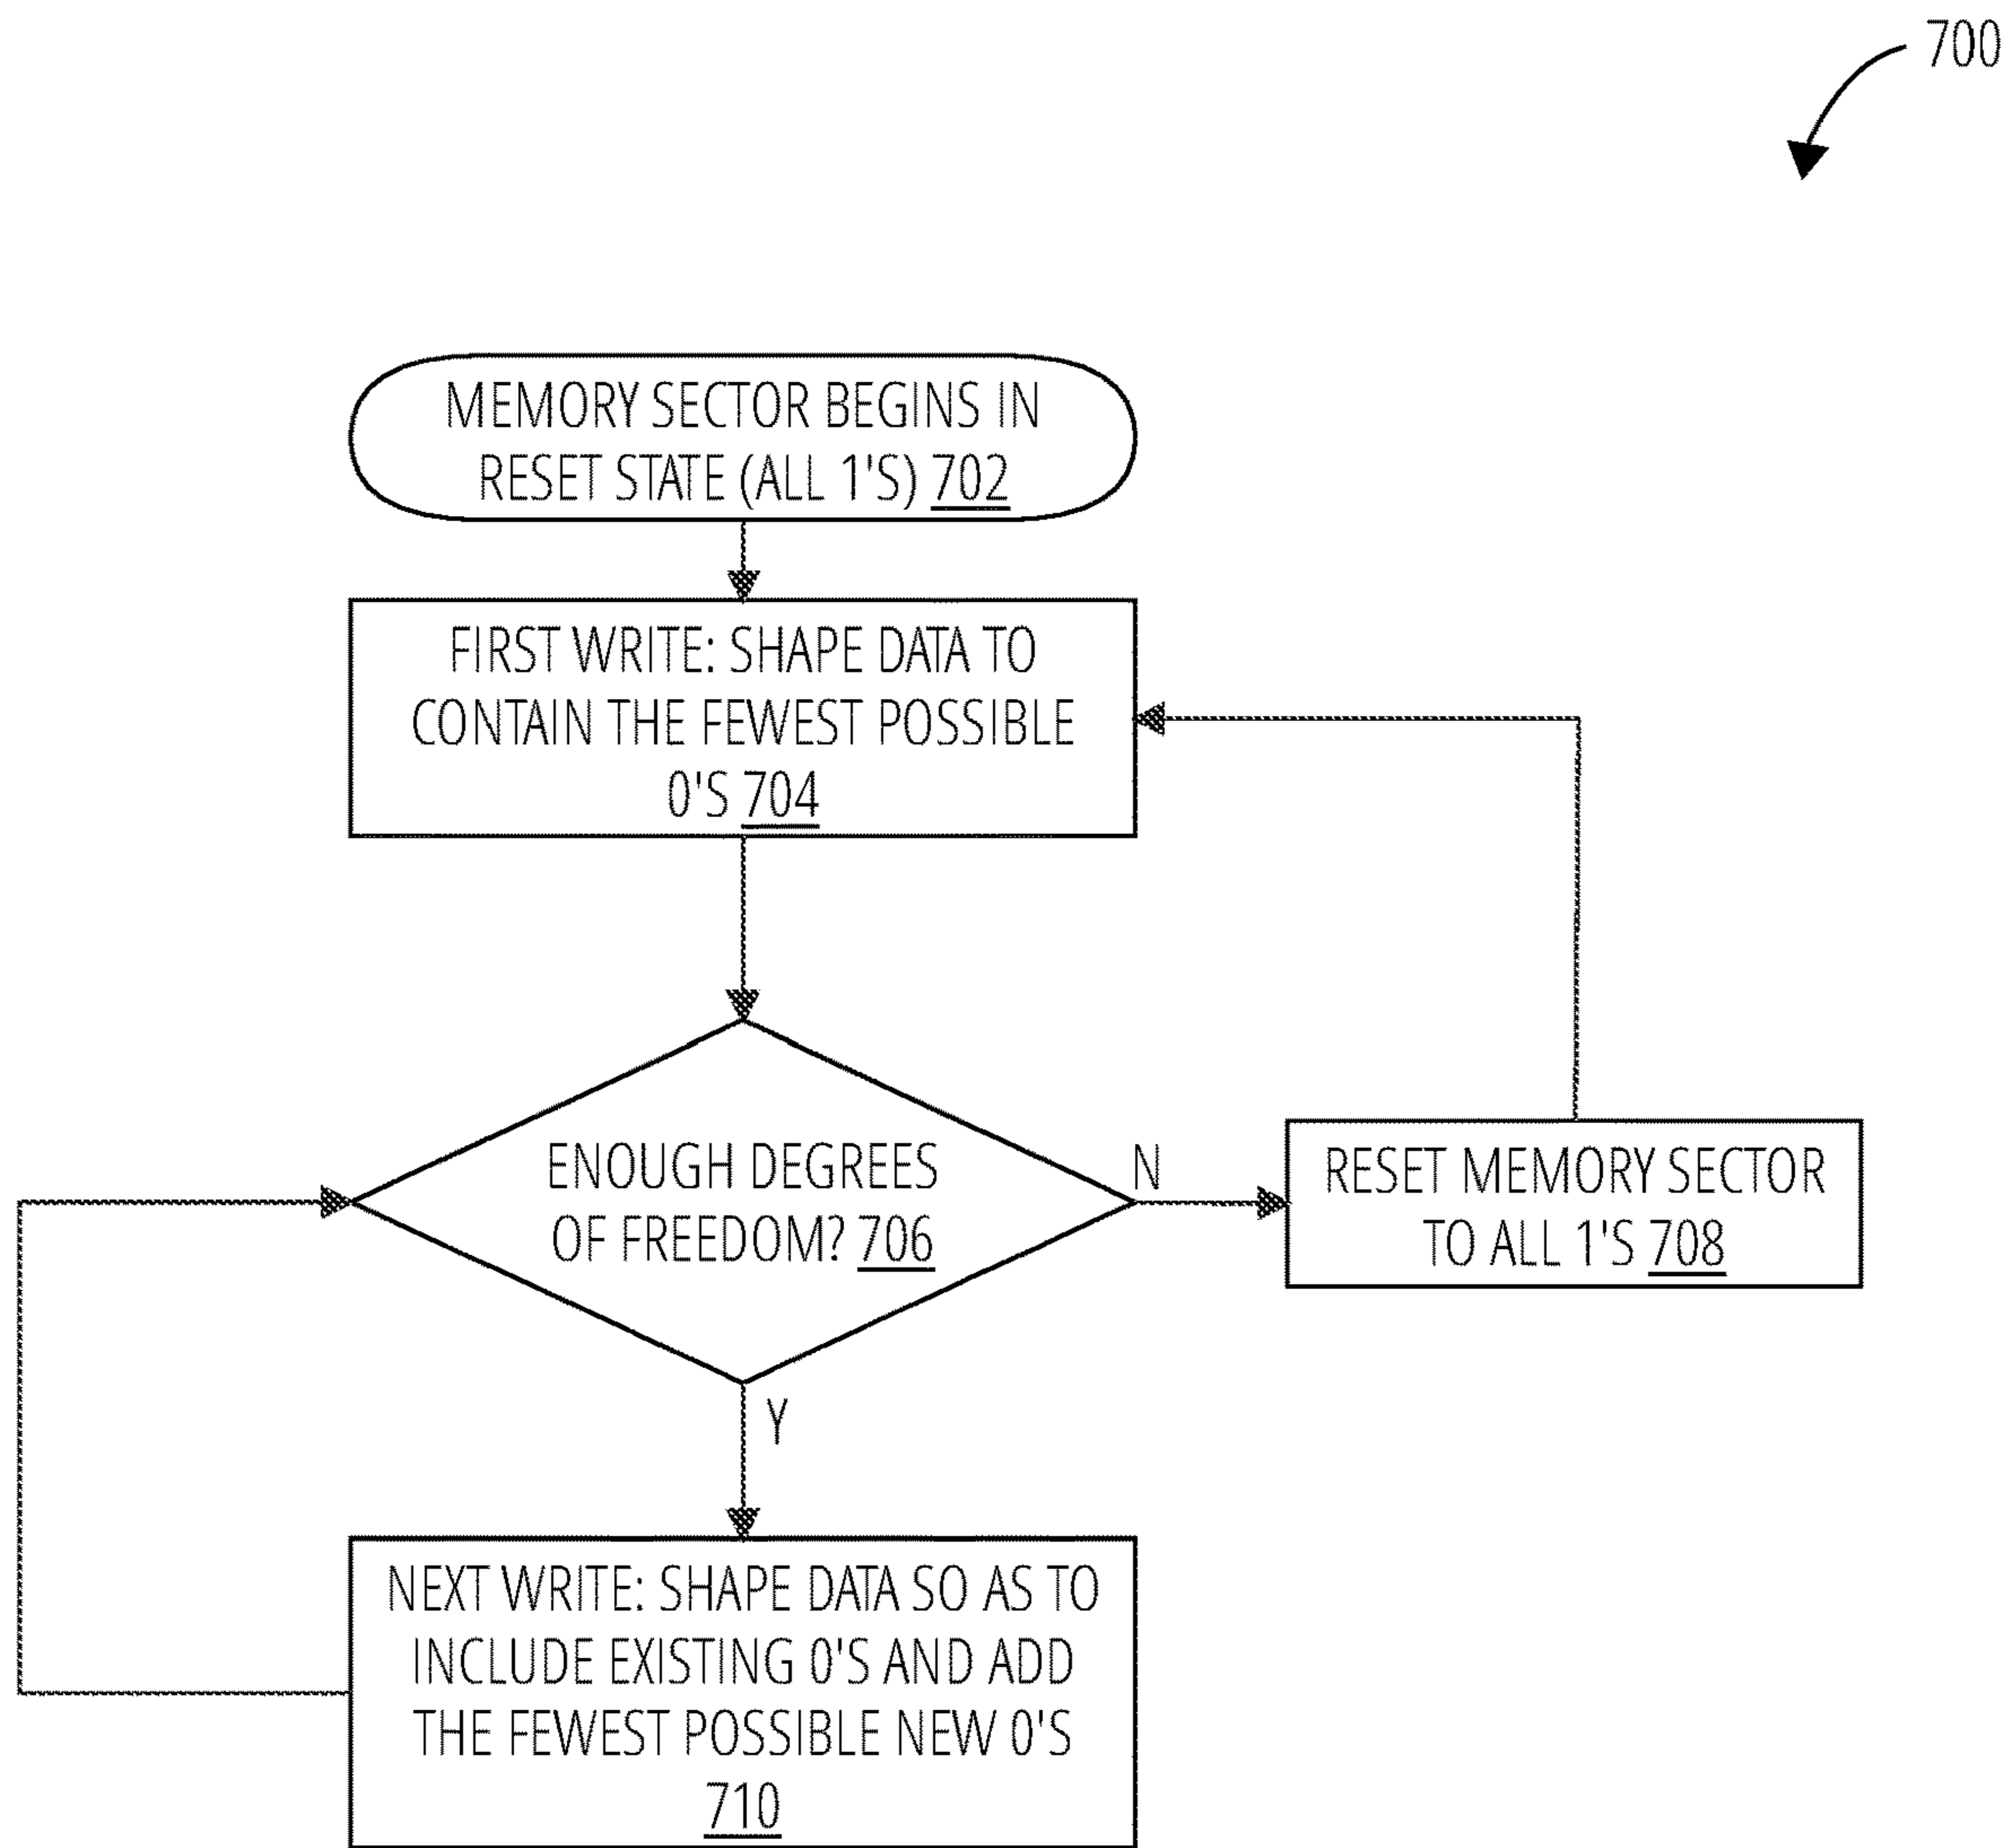 700
MEMORY SECTOR BEGINS IN
RESET STATE (ALL 1'S) 702
FIRST WRITE: SHAPE DATA TO
CONTAIN THE FEWEST POSSIBLE
0'S 704
ENOUGH DEGREES
OF FREEDOM? 706
N
RESET MEMORY SECTOR
TO ALL 1'S 708
Y
NEXT WRITE: SHAPE DATA SO AS TO
INCLUDE EXISTING 0'S AND ADD
THE FEWEST POSSIBLE NEW 0'S
710